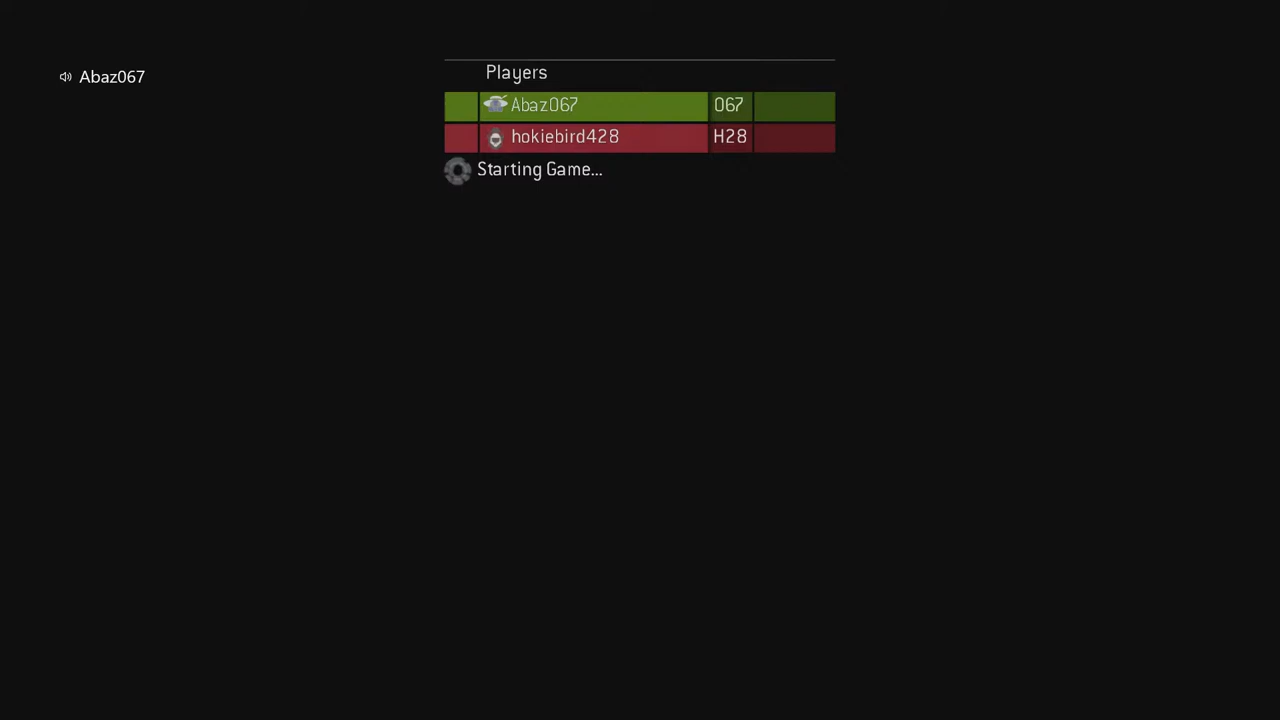 Abaz067
Players
Abaz067 067
hokiebird428 H28
Starting Game...